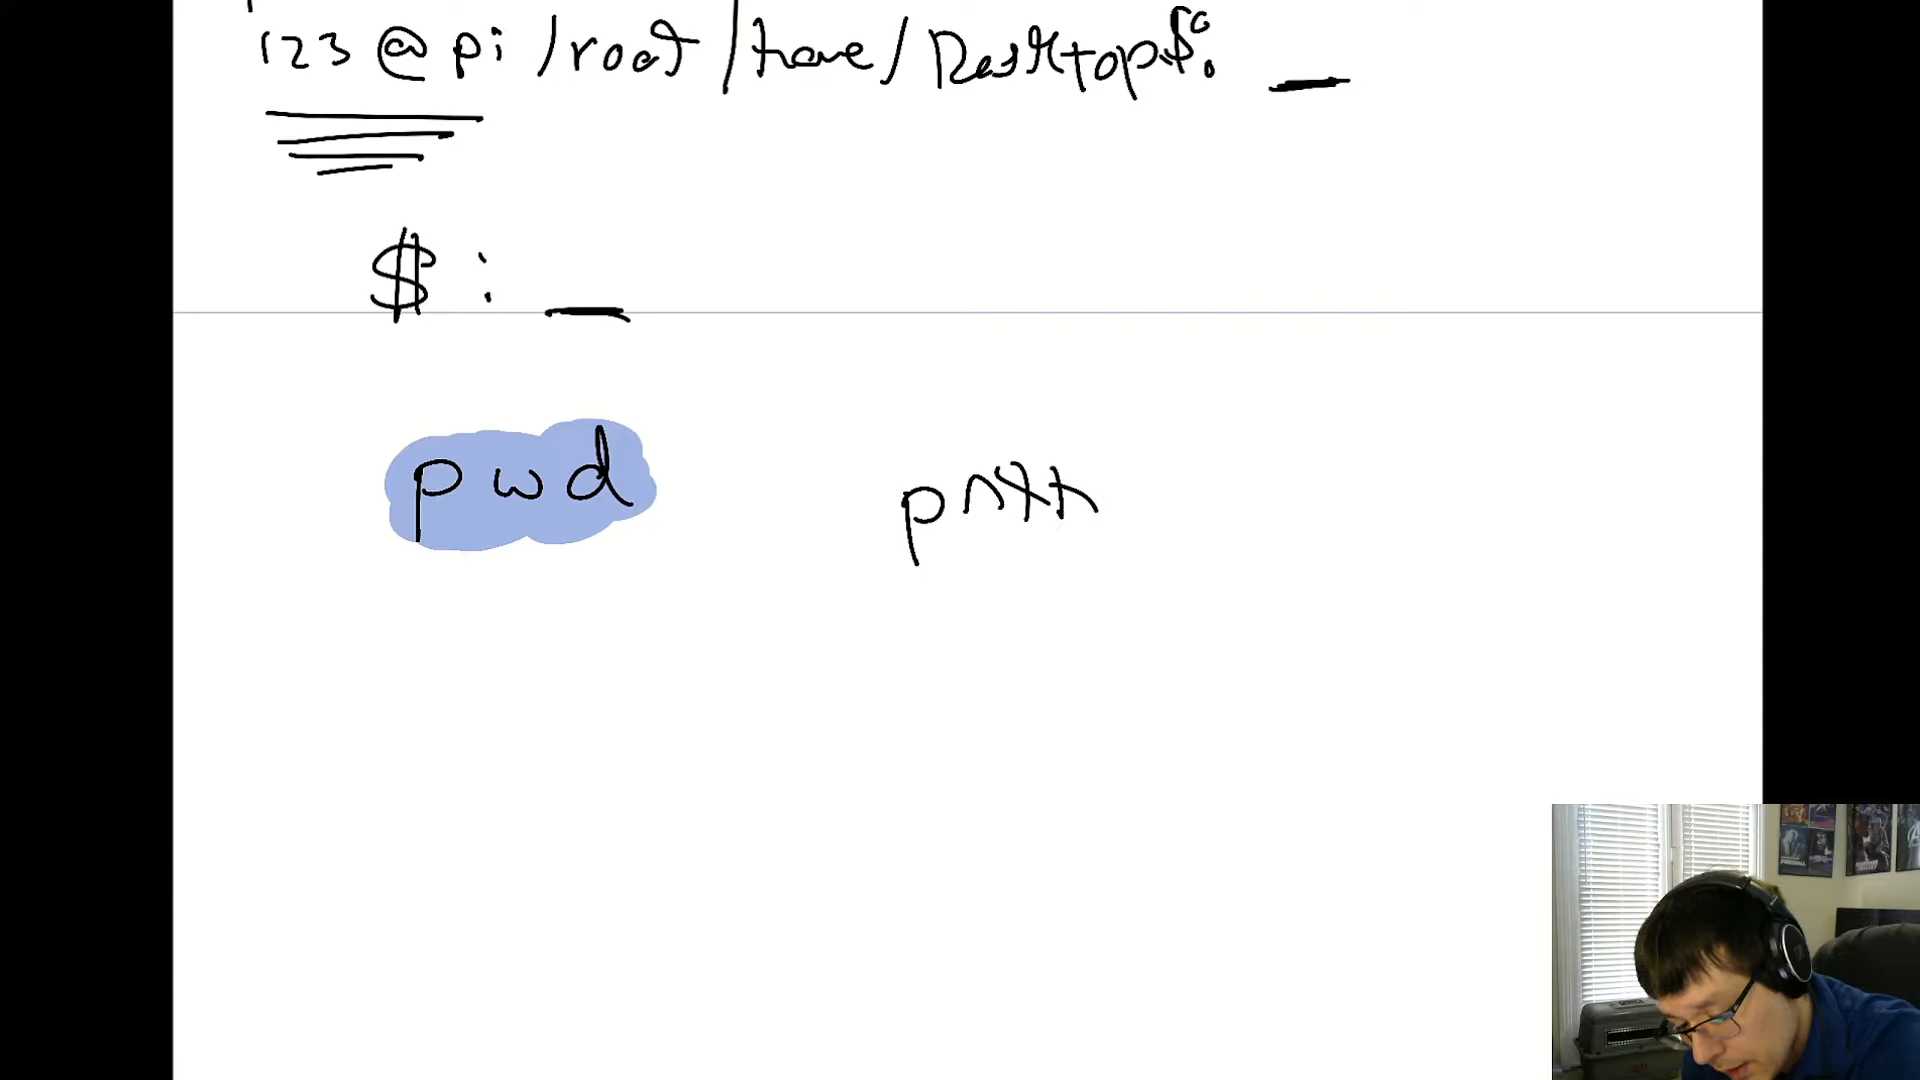 123 @ pi /root /home / Desktop $: _
$ : _
pwd path